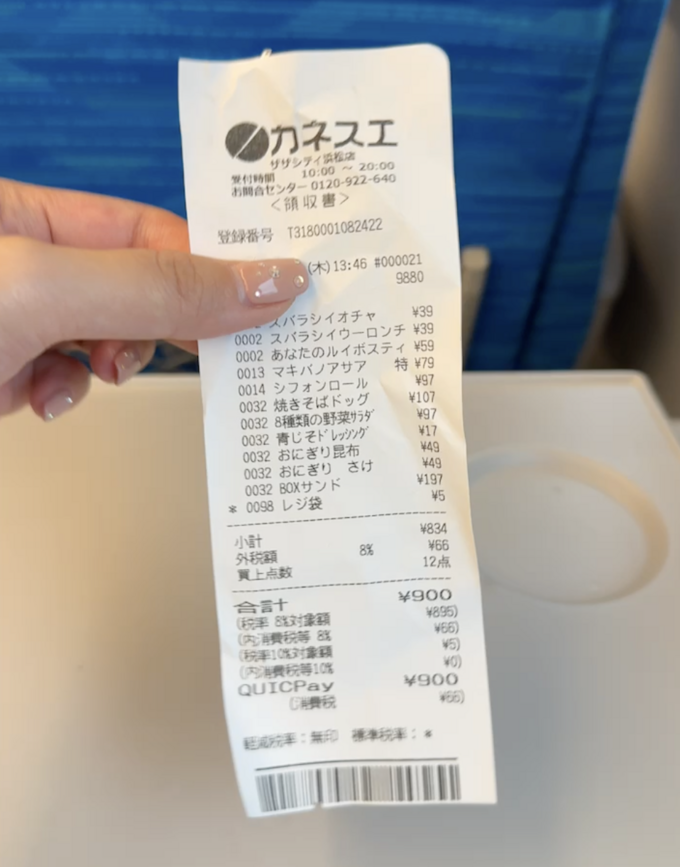 カネスエ
ザザシティ浜松店
受付時間 10:00 ～ 20:00
お問合センター 0120-922-640
＜領収書＞
登録番号 T3180001082422
(木)13:46 #000021
9880
スバラシイオチャ ¥39
0002 スバラシイウーロンチ ¥39
0002 あなたのルイボスティ ¥59
0013 マキバノアサア 特 ¥79
0014 シフォンロール ¥97
0032 焼きそばドッグ ¥107
0032 8種類の野菜サラダ ¥97
0032 青じそドレッシング ¥17
0032 おにぎり昆布 ¥49
0032 おにぎり さけ ¥49
0032 BOXサンド ¥197
* 0098 レジ袋 ¥5
小計 ¥834
外税額 8% ¥66
買上点数 12点
合計 ¥900
(税率 8%対象額 ¥895)
(内消費税等 8% ¥66)
(税率10%対象額 ¥5)
(内消費税等10% ¥0)
QUICPay ¥900
(消費税 ¥66)
軽減税率：無印 標準税率：*